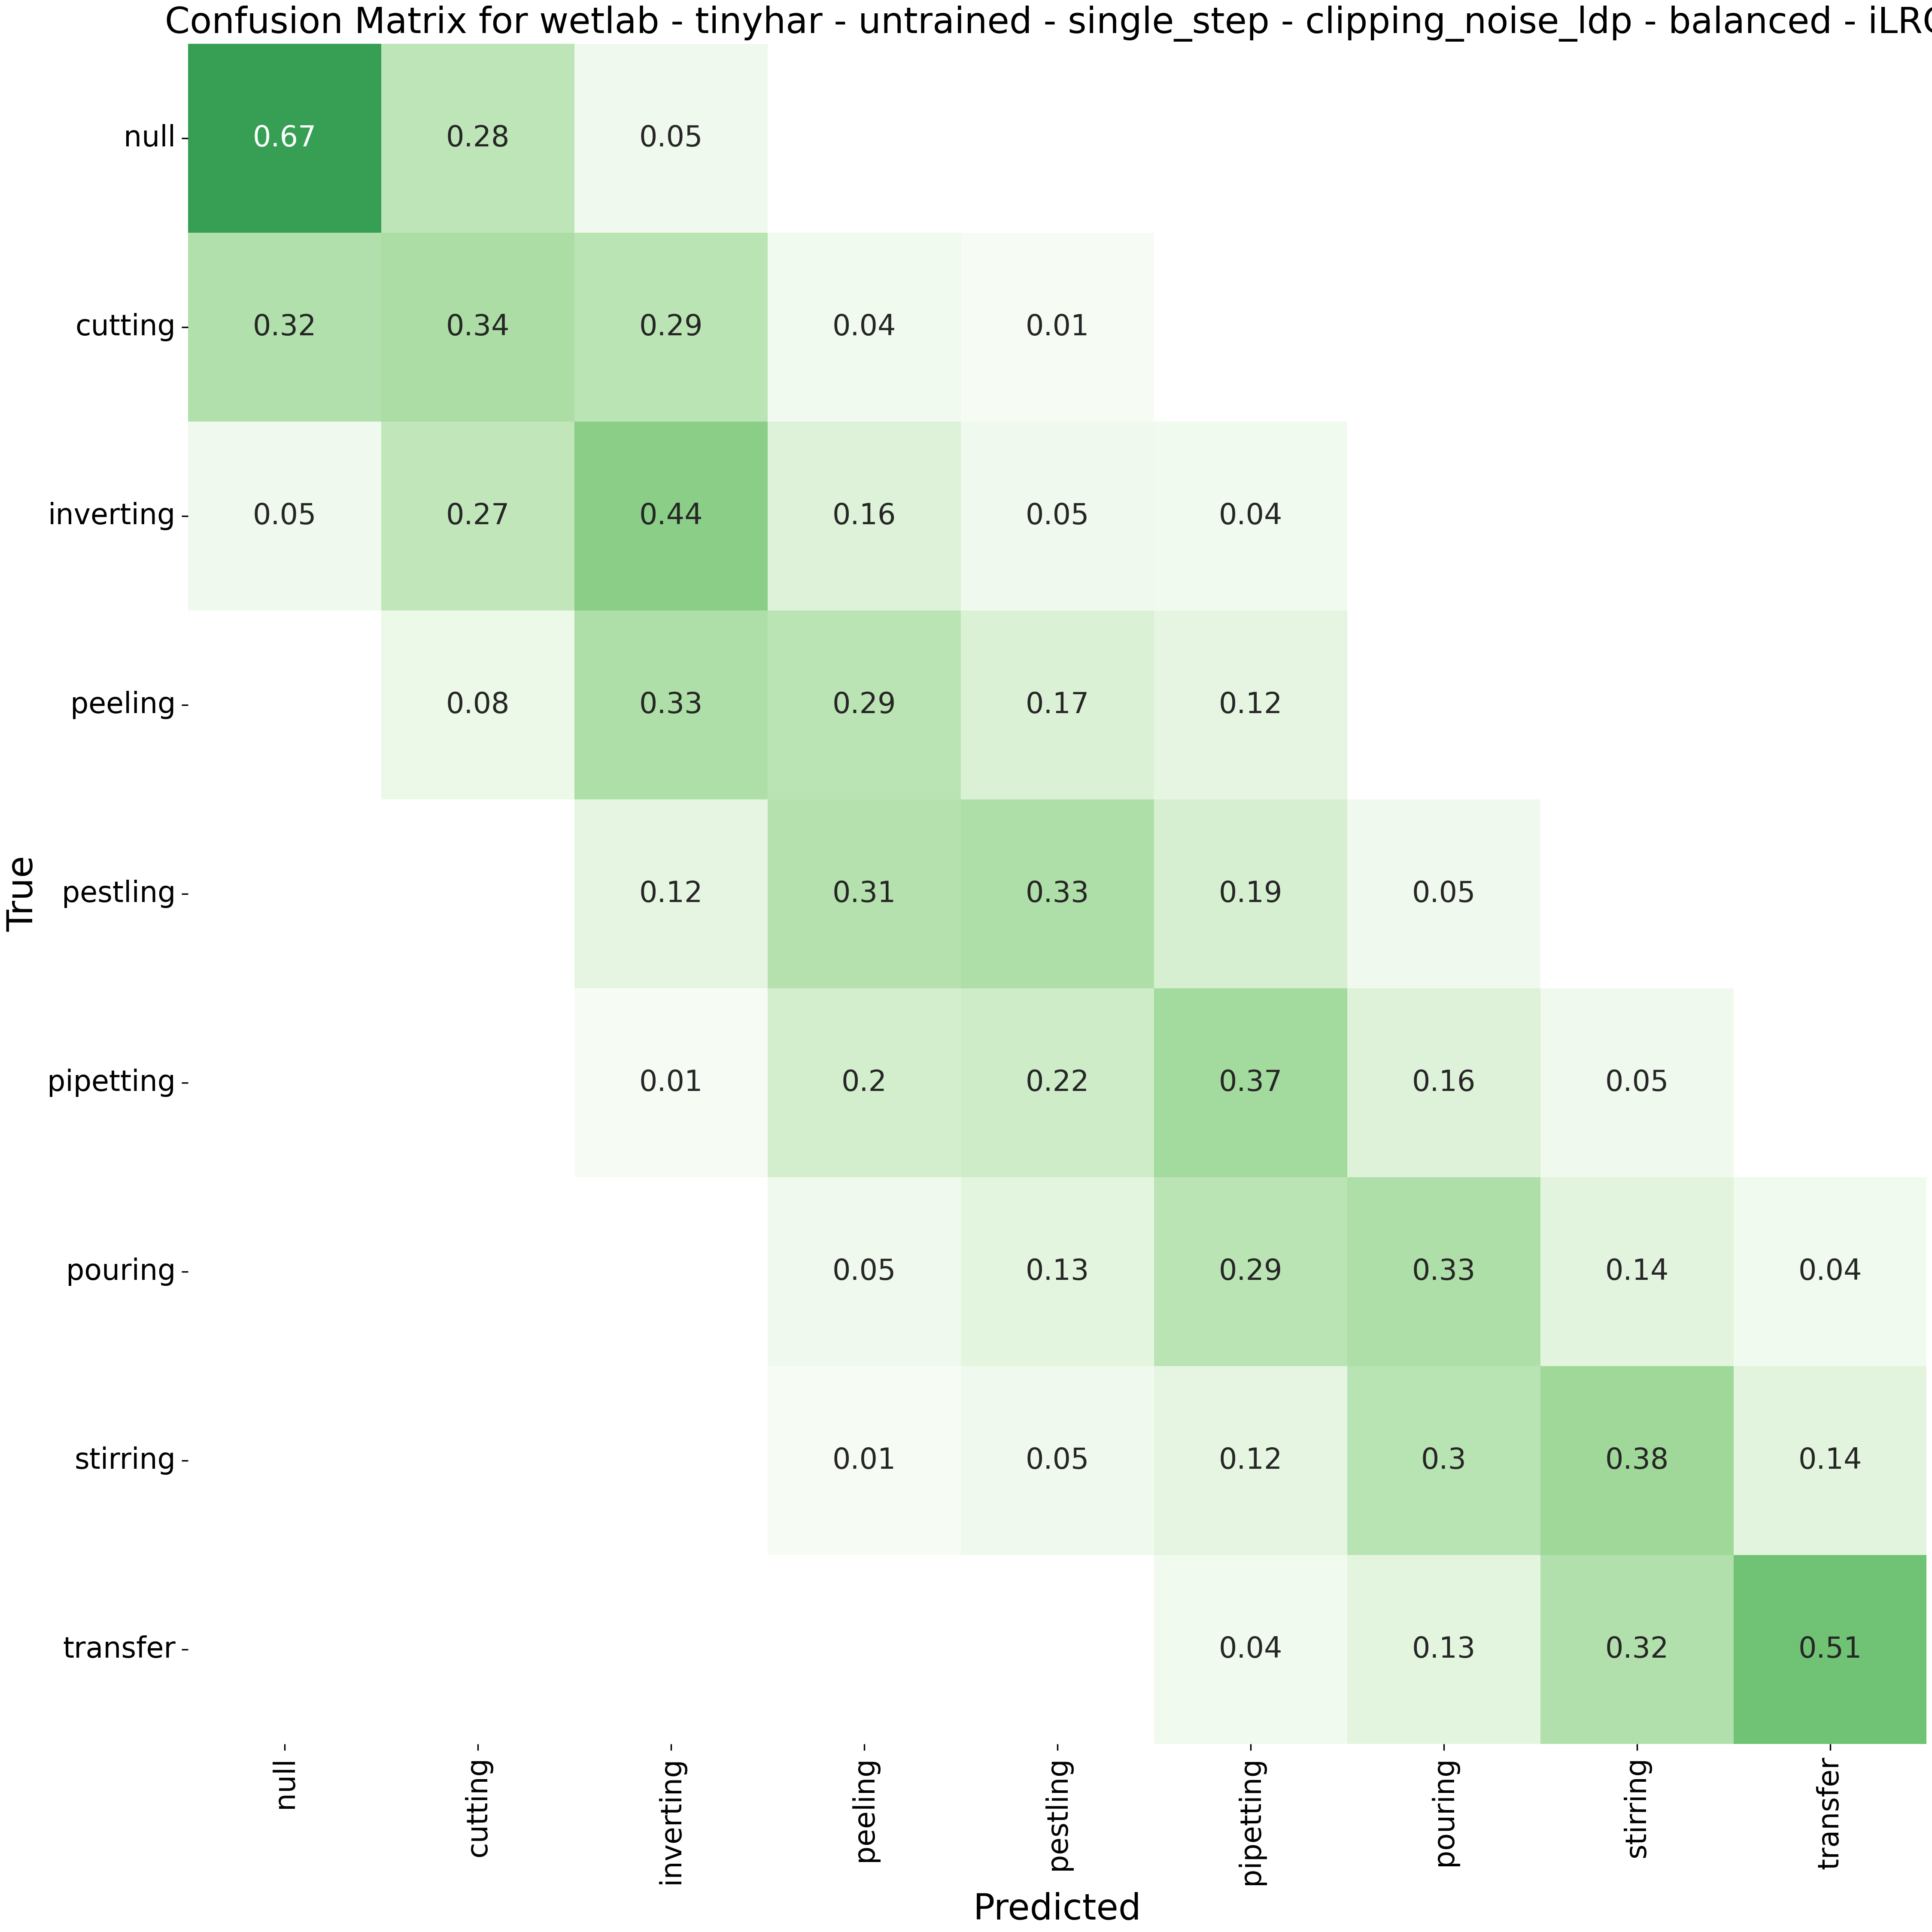 Confusion Matrix for wetlab - tinyhar - untrained - single_step - clipping_noise_ldp - balanced - iLRG
null 0.67 0.28 0.05
cutting 0.32 0.34 0.29 0.04 0.01
inverting 0.05 0.27 0.44 0.16 0.05 0.04
peeling 0.08 0.33 0.29 0.17 0.12
pestling 0.12 0.31 0.33 0.19 0.05
pipetting 0.01 0.2 0.22 0.37 0.16 0.05
pouring 0.05 0.13 0.29 0.33 0.14 0.04
stirring 0.01 0.05 0.12 0.3 0.38 0.14
transfer 0.04 0.13 0.32 0.51
True
null cutting inverting peeling pestling pipetting pouring stirring transfer
Predicted